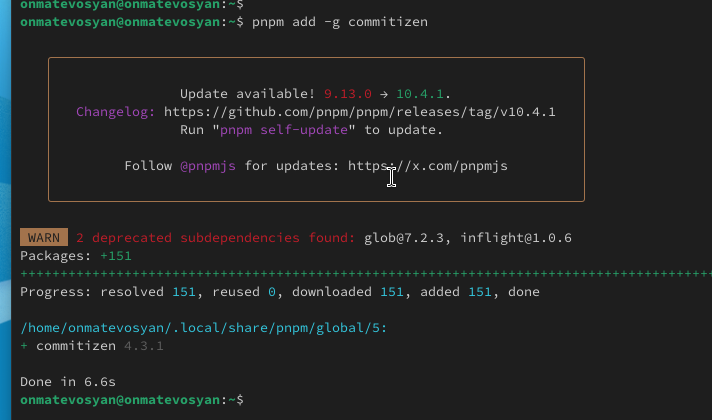 onmatevosyan@onmatevosyan:~$
onmatevosyan@onmatevosyan:~$ pnpm add -g commitizen
Update available! 9.13.0 → 10.4.1.
Changelog: https://github.com/pnpm/pnpm/releases/tag/v10.4.1
Run "pnpm self-update" to update.
Follow @pnpmjs for updates: https://x.com/pnpmjs
WARN 2 deprecated subdependencies found: glob@7.2.3, inflight@1.0.6
Packages: +151
++++++++++++++++++++++++++++++++++++++++++++++++++++++++++++++++++++++++++++++++++++++
Progress: resolved 151, reused 0, downloaded 151, added 151, done
/home/onmatevosyan/.local/share/pnpm/global/5:
+ commitizen 4.3.1
Done in 6.6s
onmatevosyan@onmatevosyan:~$